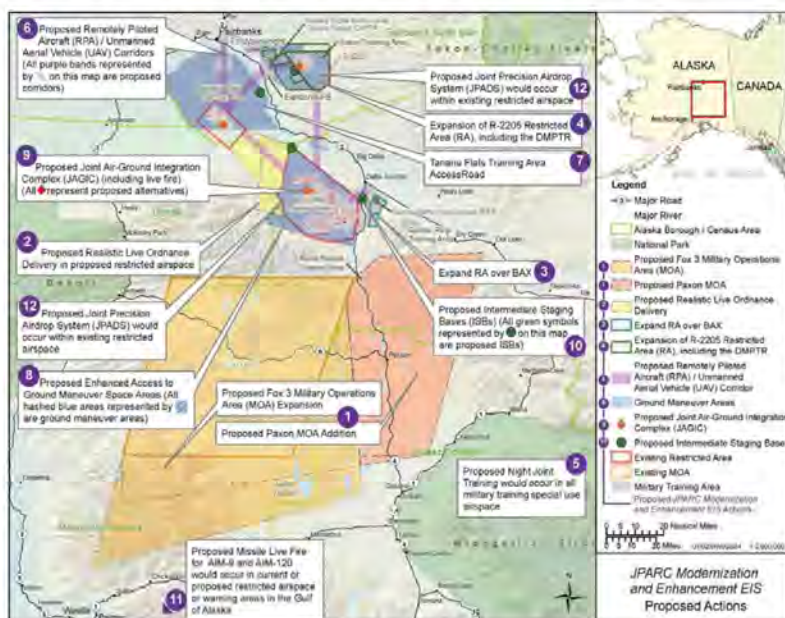 6
Proposed Remotely Piloted
Aircraft (RPA) / Unmanned
Aerial Vehicle (UAV) Corridors
(All purple bands represented
by on this map are proposed
corridors)
Fairbanks
9
Proposed Joint Air-Ground Integration
Complex (JAGIC) (including live fire)
(All represent proposed alternatives)
2
Proposed Realistic Live Ordnance
Delivery in proposed restricted airspace
12
Proposed Joint Precision
Airdrop System (JPADS) would
occur within existing restricted
airspace
8
Proposed Enhanced Access to
Ground Maneuver Space Areas (All
hashed blue areas represented by
are ground maneuver areas)
Proposed Joint Precision Airdrop
System (JPADS) would occur
within existing restricted airspace
12
Expansion of R-2205 Restricted
Area (RA), including the DMPTR
4
Tanana Flats Training Area
AccessRoad
7
Big Delta
Delta Junction
Expand RA over BAX
3
Proposed Intermediate Staging
Bases (ISBs) (All green symbols
represented by on this map
are proposed ISBs)
10
Paxson
Proposed Fox 3 Military Operations
Area (MOA) Expansion
1
Proposed Paxon MOA Addition
Proposed Night Joint
Training would occur in all
military training special use
airspace
5
Proposed Missile Live Fire
for AIM-9 and AIM-120
would occur in current or
proposed restricted airspace
or warning areas in the Gulf
of Alaska
11
Wasilla
N
ALASKA
CANADA
Fairbanks
Anchorage
Legend
Major Road
Major River
Alaska Borough / Census Area
National Park
Proposed Fox 3 Military Operations
Area (MOA)
Proposed Paxon MOA
Proposed Realistic Live Ordnance
Delivery
Expand RA over BAX
Expansion of R-2205 Restricted
Area (RA), including the DMPTR
Proposed Remotely Piloted
Aircraft (RPA) / Unmanned
Aerial Vehicle (UAV) Corridor
Ground Maneuver Areas
Proposed Joint Air-Ground Integration
Complex (JAGIC)
Proposed Intermediate Staging Base
Existing Restricted Area
Existing MOA
Military Training Area
Proposed JPARC Modernization
and Enhancement EIS Actions
20 Nautical Miles
20 Miles
JPARC Modernization
and Enhancement EIS
Proposed Actions